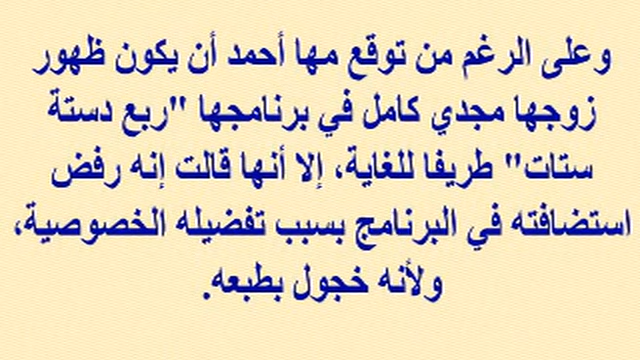 وعلى الرغم من توقع مها أحمد أن يكون ظهور
زوجها مجدي كامل في برنامجها "ربع دستة
ستات" طريفا للغاية، إلا أنها قالت إنه رفض
استضافته في البرنامج بسبب تفضيله الخصوصية،
ولأنه خجول بطبعه.